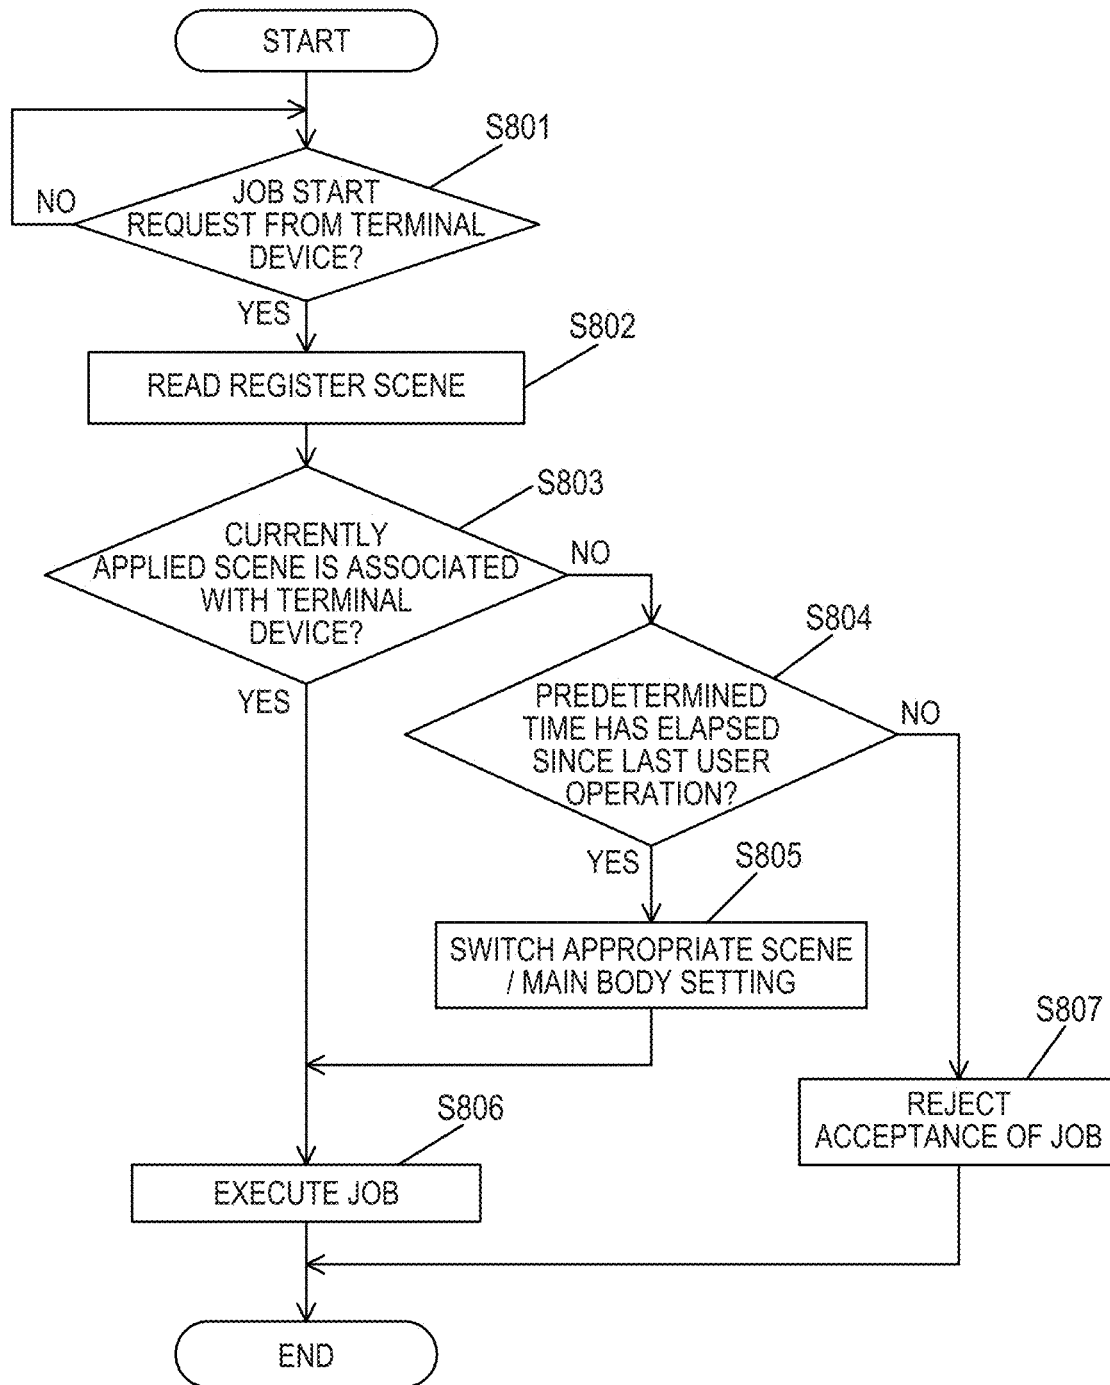 START
S801
JOB START
REQUEST FROM TERMINAL
DEVICE?
NO
YES
S802
READ REGISTER SCENE
S803
CURRENTLY
APPLIED SCENE IS ASSOCIATED
WITH TERMINAL
DEVICE?
NO
YES
S804
PREDETERMINED
TIME HAS ELAPSED
SINCE LAST USER
OPERATION?
NO
YES
S805
SWITCH APPROPRIATE SCENE
/ MAIN BODY SETTING
S807
REJECT
ACCEPTANCE OF JOB
S806
EXECUTE JOB
END